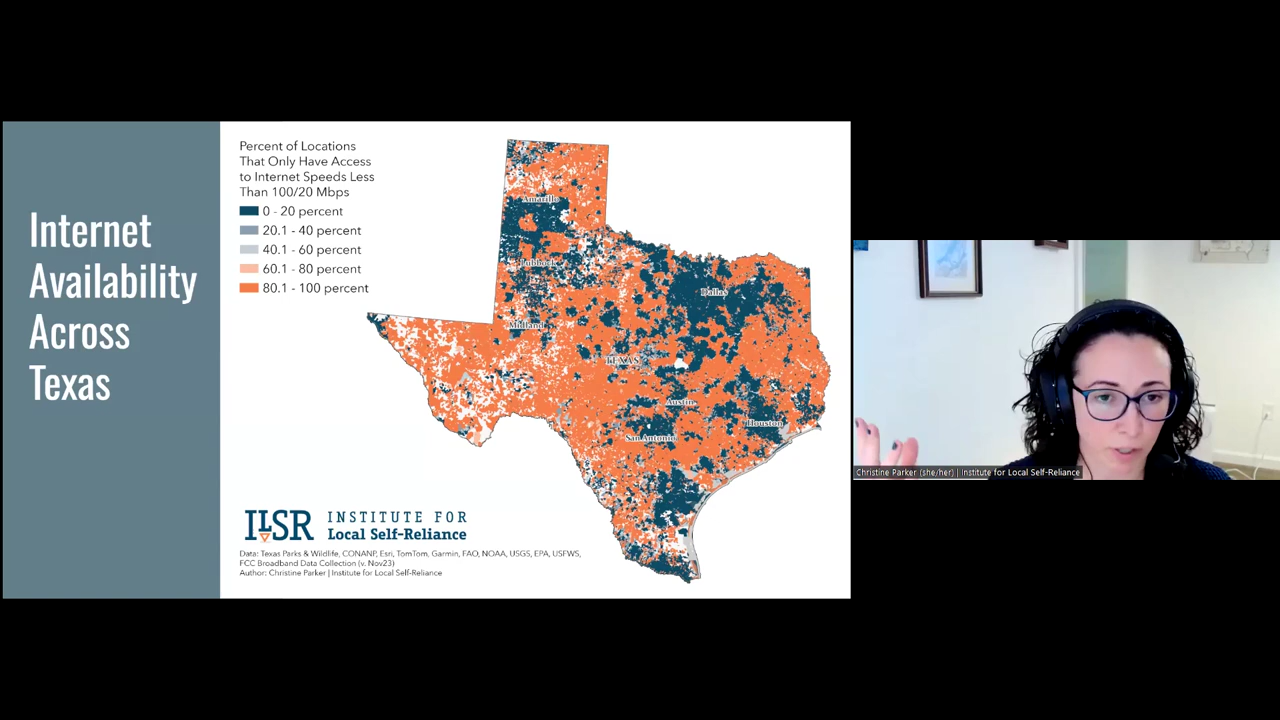 Internet
Availability
Across
Texas
Percent of Locations
That Only Have Access
to Internet Speeds Less
Than 100/20 Mbps
0 - 20 percent
20.1 - 40 percent
40.1 - 60 percent
60.1 - 80 percent
80.1 - 100 percent
Amarillo
Lubbock
Dallas
Midland
TEXAS
Austin
Houston
San Antonio
ILSR
INSTITUTE FOR
Local Self-Reliance
Data: Texas Parks & Wildlife, CONANP, Esri, TomTom, Garmin, FAO, NOAA, USGS, EPA, USFWS,
FCC Broadband Data Collection (v. Nov23)
Author: Christine Parker | Institute for Local Self-Reliance
Christine Parker (she/her) | Institute for Local Self-Reliance